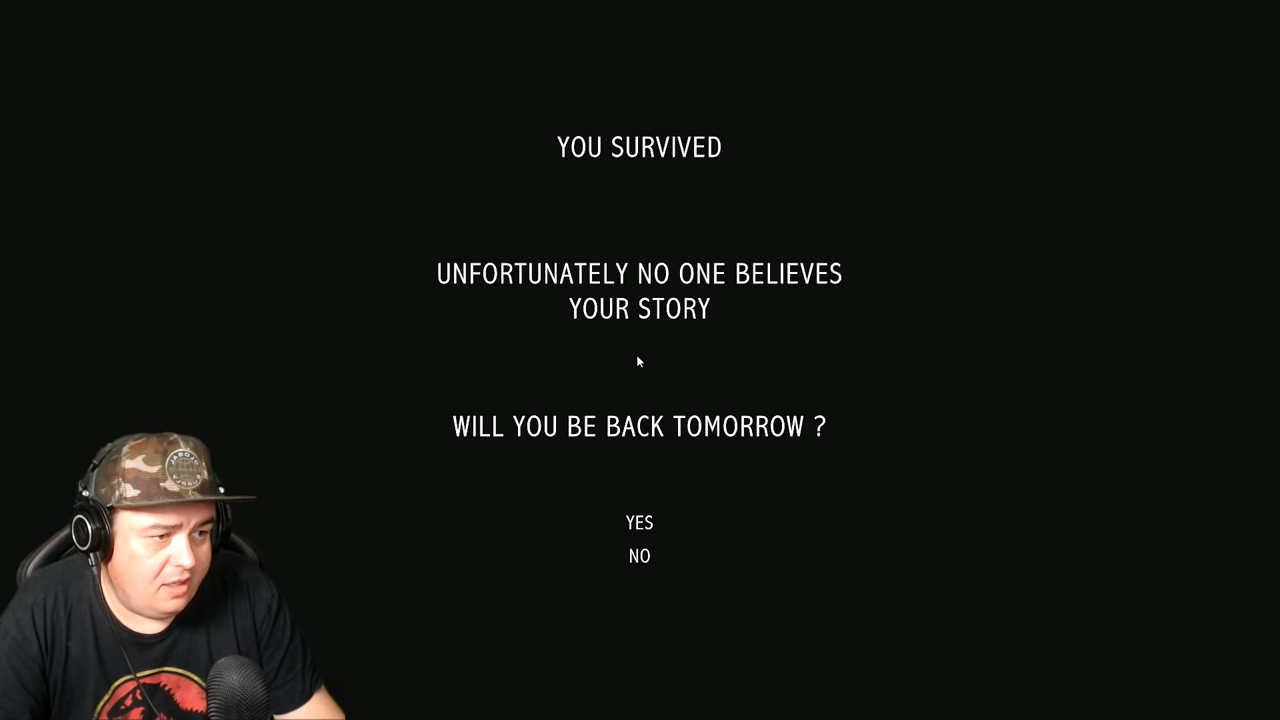 YOU SURVIVED
UNFORTUNATELY NO ONE BELIEVES
YOUR STORY
WILL YOU BE BACK TOMORROW ?
YES
NO